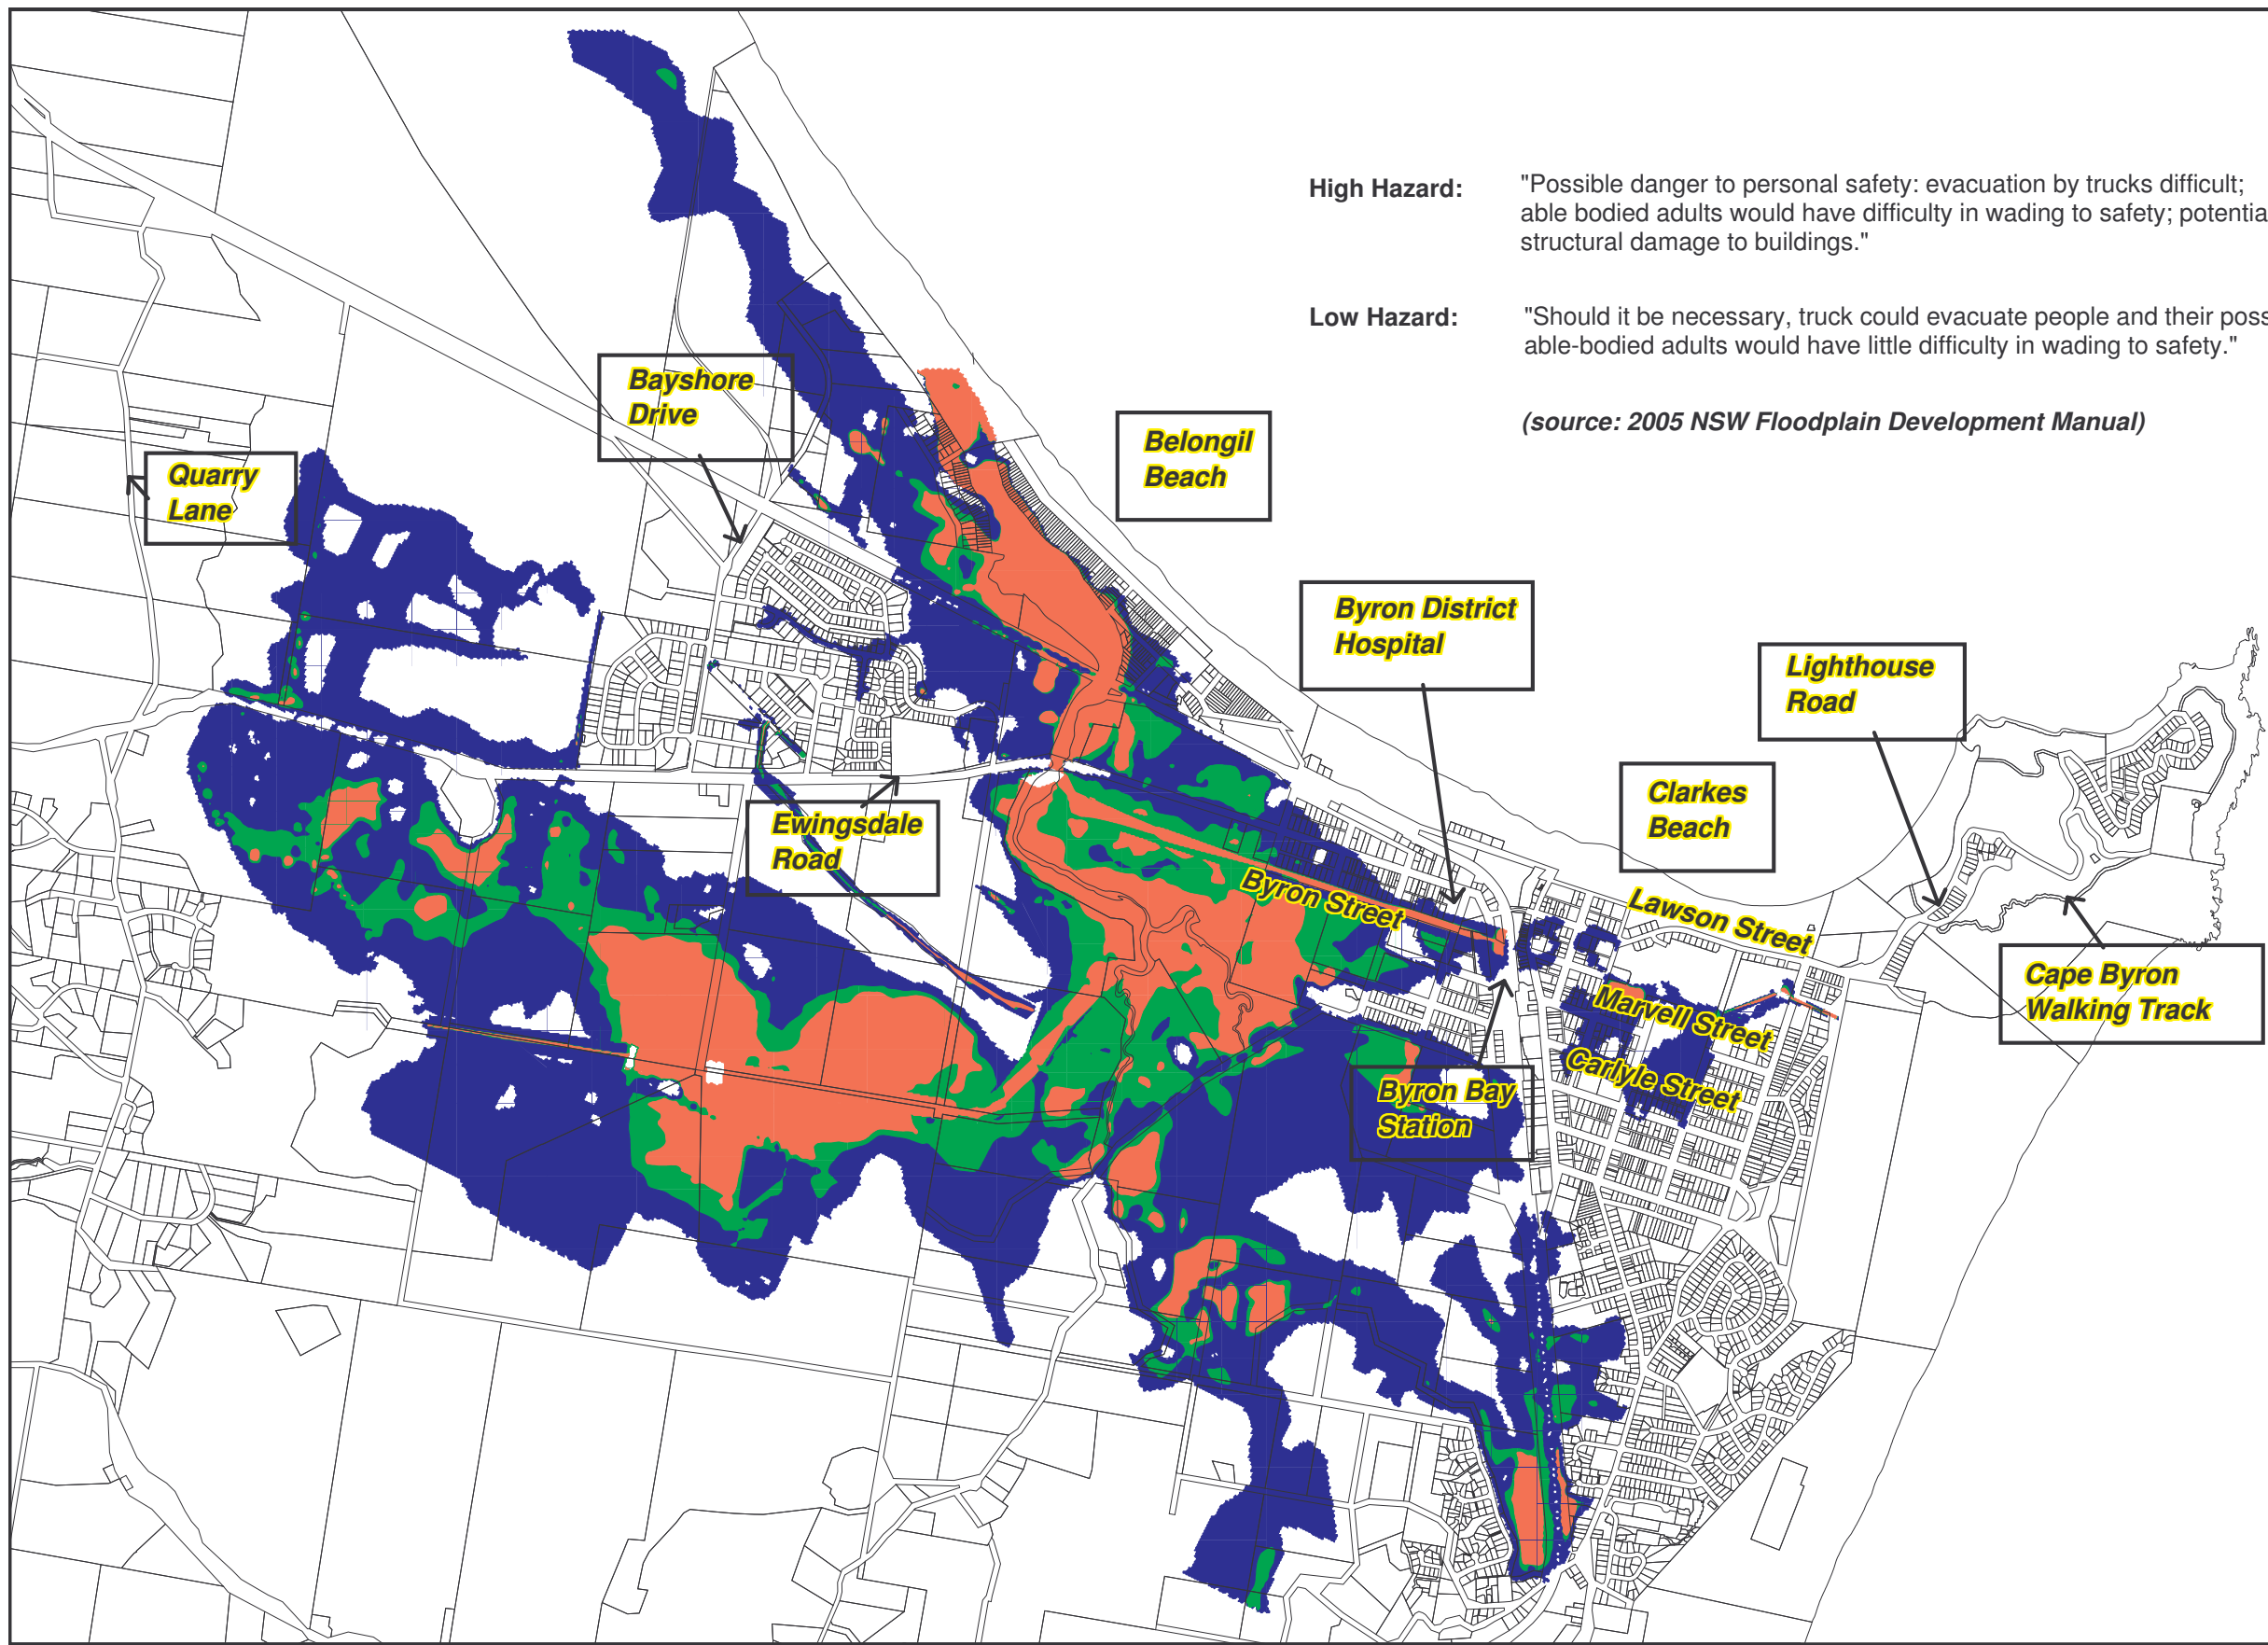 High Hazard:
"Possible danger to personal safety: evacuation by trucks difficult;
able bodied adults would have difficulty in wading to safety; potentia
structural damage to buildings."
Low Hazard:
"Should it be necessary, truck could evacuate people and their poss
able-bodied adults would have little difficulty in wading to safety."
(source: 2005 NSW Floodplain Development Manual)
Bayshore
Drive
Belongil
Beach
Quarry
Lane
Byron District
Hospital
Lighthouse
Road
Clarkes
Beach
Ewingsdale
Road
Byron Street
Lawson Street
Cape Byron
Walking Track
Marvell Street
Carlyle Street
Byron Bay
Station